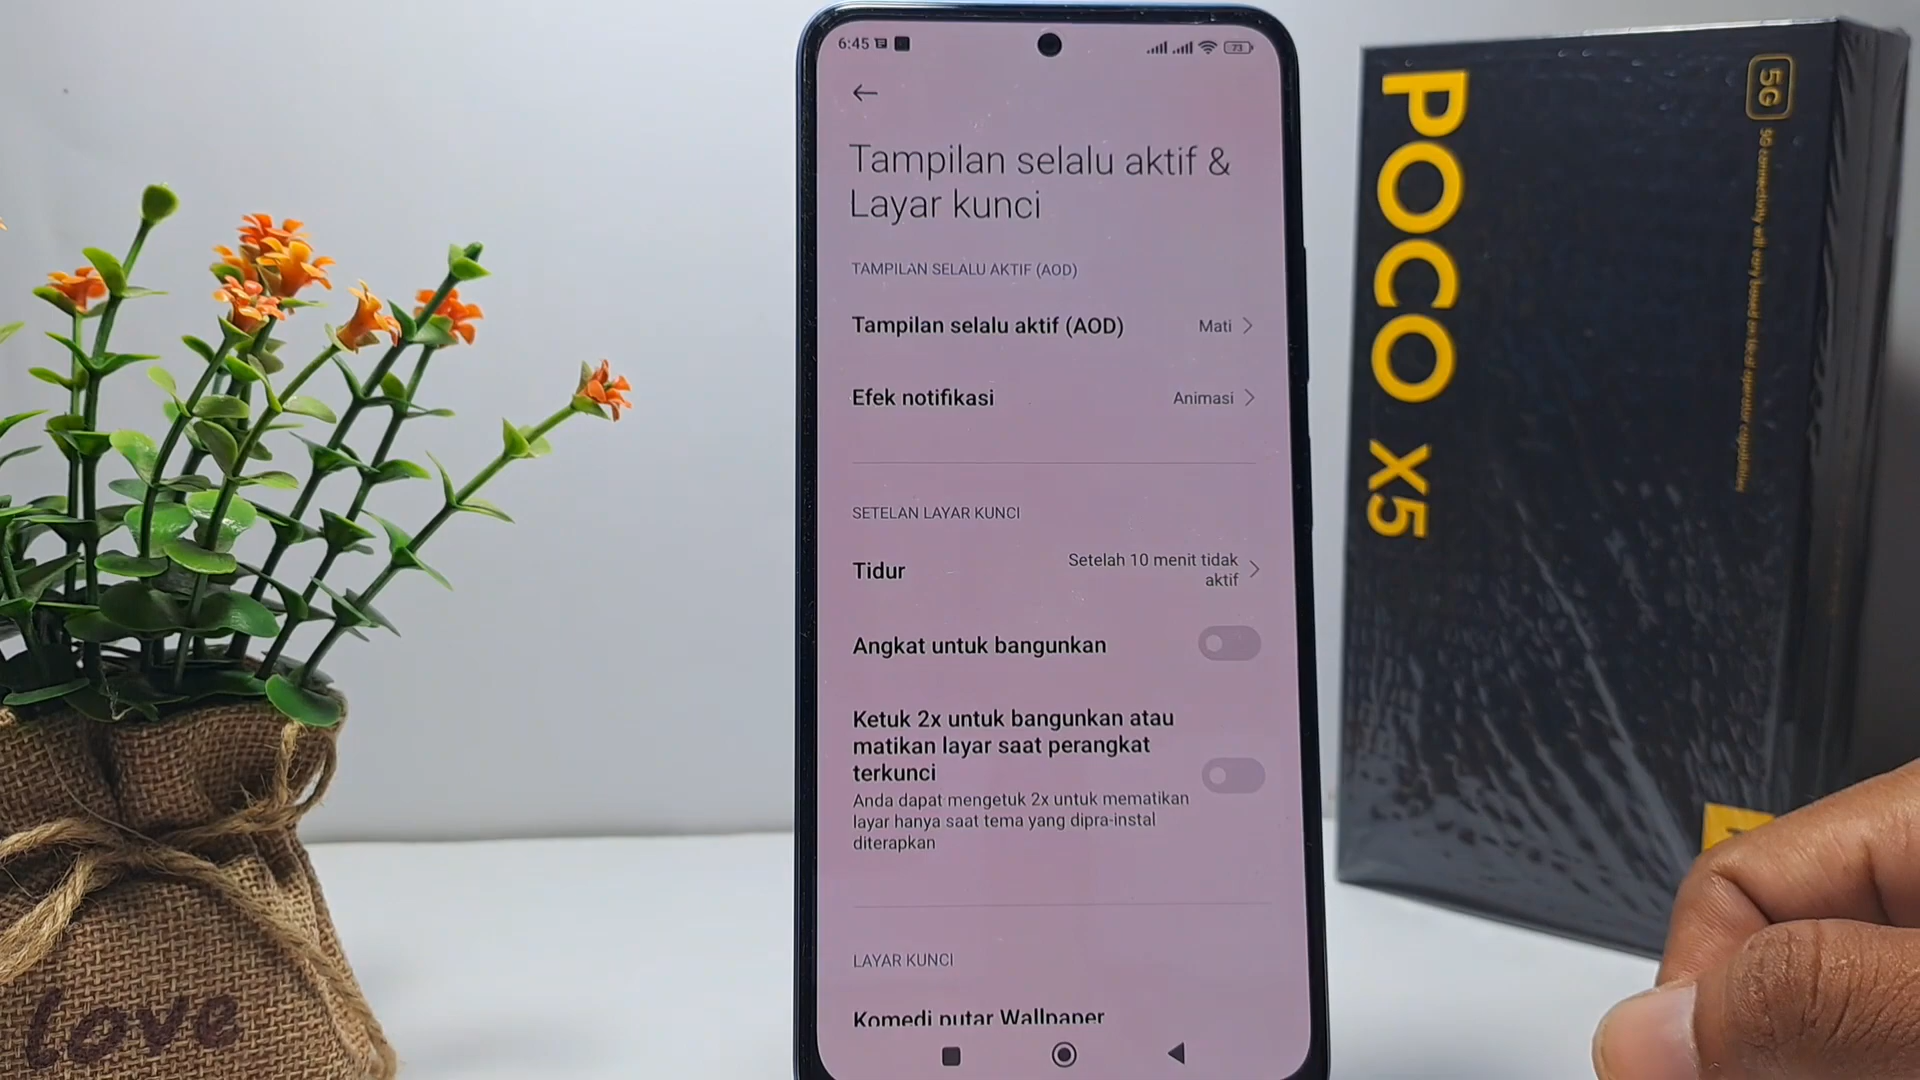 6:45
73
Tampilan selalu aktif &
Layar kunci
TAMPILAN SELALU AKTIF (AOD)
Tampilan selalu aktif (AOD)
Mati
Efek notifikasi
Animasi
SETELAN LAYAR KUNCI
Tidur
Setelah 10 menit tidak
aktif
Angkat untuk bangunkan
Ketuk 2x untuk bangunkan atau
matikan layar saat perangkat
terkunci
Anda dapat mengetuk 2x untuk mematikan
layar hanya saat tema yang dipra-instal
diterapkan
LAYAR KUNCI
Komedi putar Wallpaper
POCO X5
5G
love